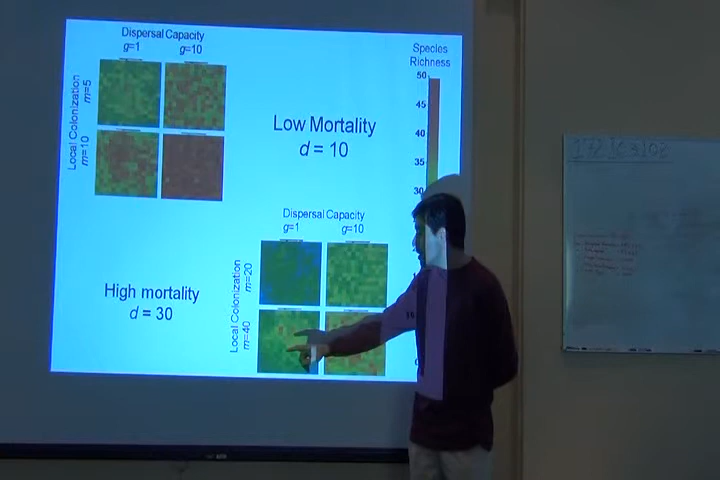 Dispersal Capacity
g=1 g=10
Local Colonization
m=5
m=10
Low Mortality
d = 10
Species
Richness
50
45
40
35
30
Dispersal Capacity
g=1 g=10
Local Colonization
m=20
m=40
High mortality
d = 30